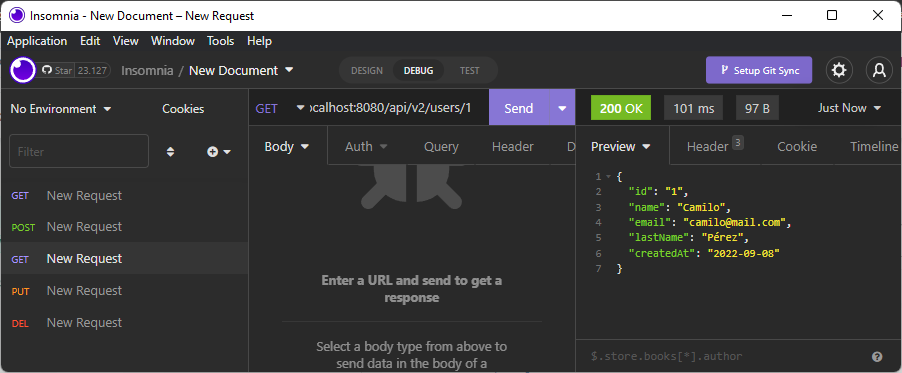 Insomnia - New Document – New Request
Application Edit View Window Tools Help
Star 23.127 Insomnia / New Document DESIGN DEBUG TEST Setup Git Sync
No Environment Cookies GET ocalhost:8080/api/v2/users/1 Send 200 OK 101 ms 97 B Just Now
Filter Body Auth Query Header D Preview Header 3 Cookie Timeline
GET New Request
POST New Request
GET New Request
PUT New Request
DEL New Request
Enter a URL and send to get a
response
Select a body type from above to
send data in the body of a
1 {
2 "id": "1",
3 "name": "Camilo",
4 "email": "camilo@mail.com",
5 "lastName": "Pérez",
6 "createdAt": "2022-09-08"
7 }
$.store.books[*].author